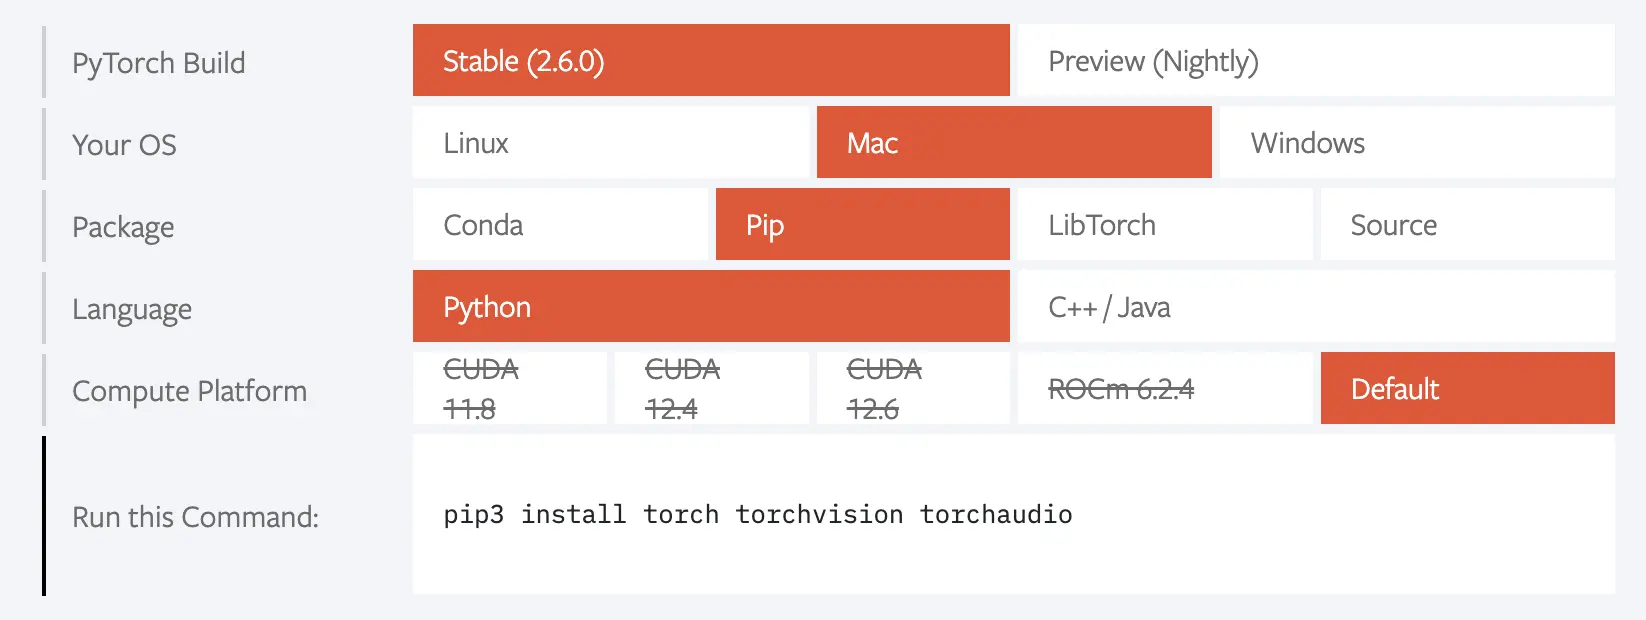 PyTorch Build
Stable (2.6.0)
Preview (Nightly)
Your OS
Linux
Mac
Windows
Package
Conda
Pip
LibTorch
Source
Language
Python
C++ / Java
Compute Platform
CUDA
11.8
CUDA
12.4
CUDA
12.6
ROCm 6.2.4
Default
Run this Command:
pip3 install torch torchvision torchaudio